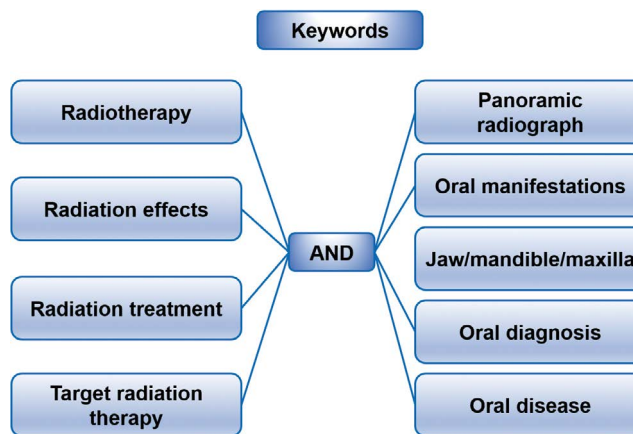 Keywords
Radiotherapy
Radiation effects
Radiation treatment
Target radiation
therapy
AND
Panoramic
radiograph
Oral manifestations
Jaw/mandible/maxilla
Oral diagnosis
Oral disease